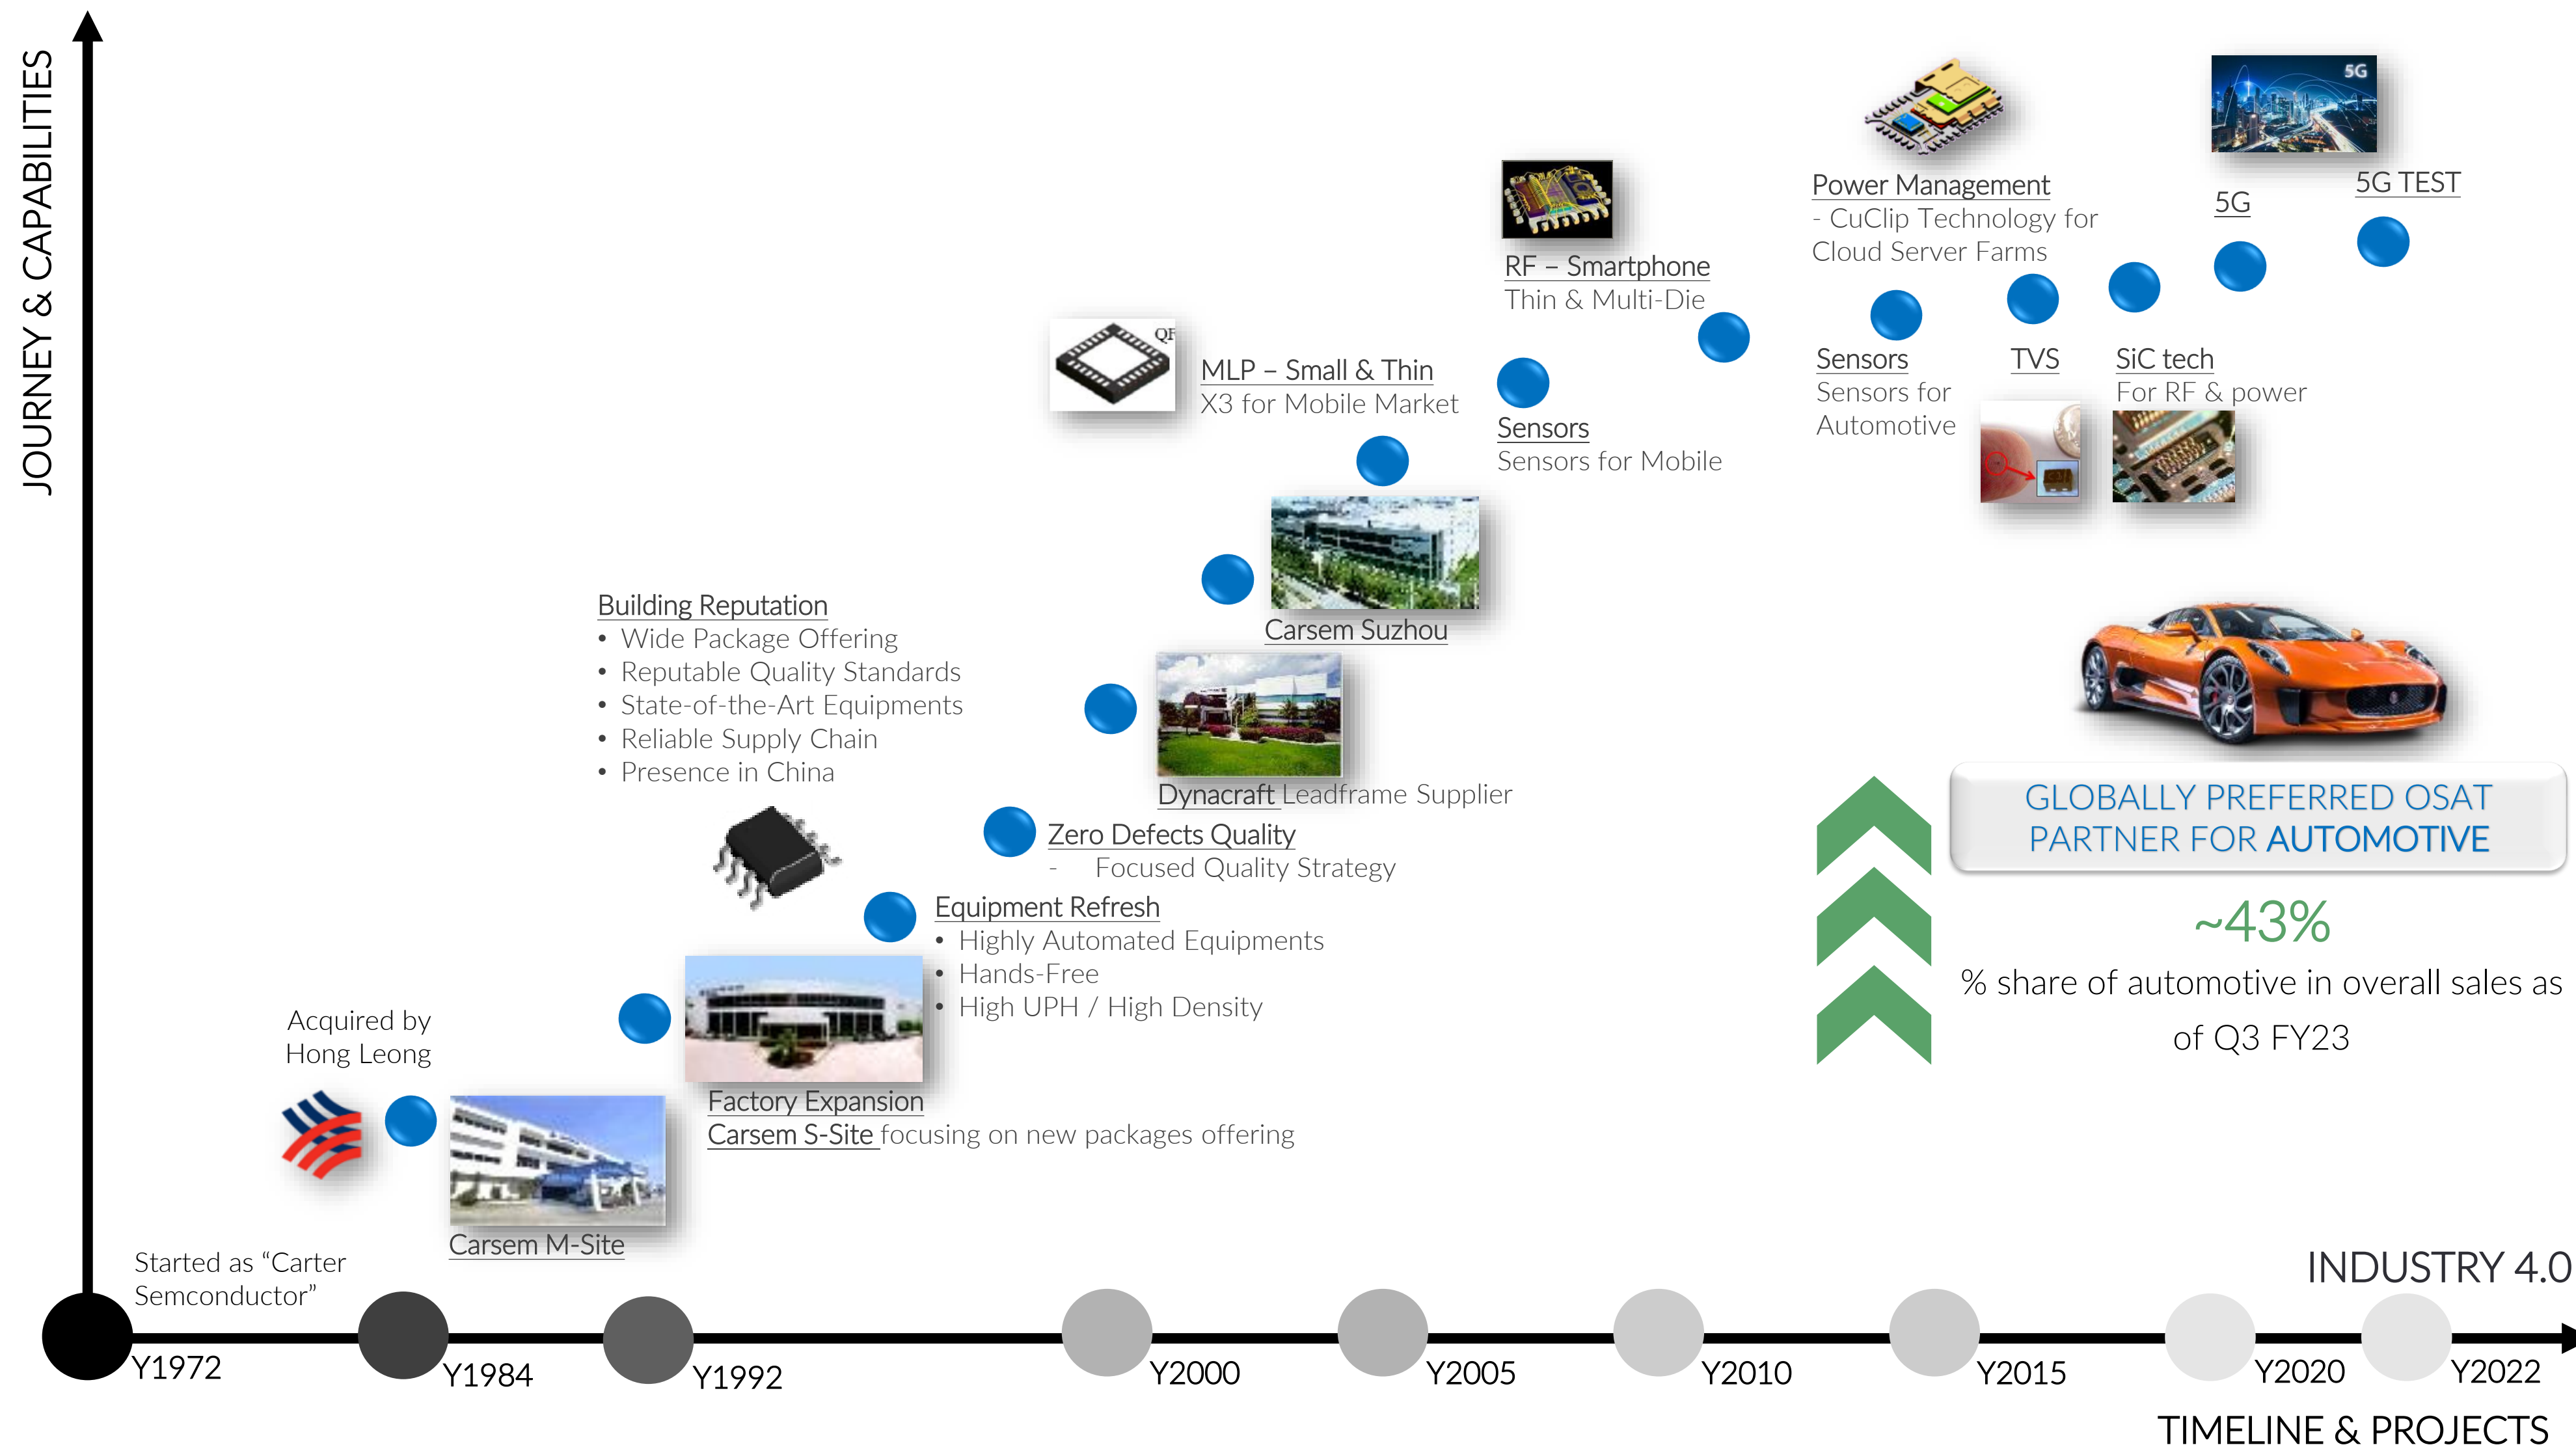 JOURNEY & CAPABILITIES
5G
Power Management
- CuClip Technology for
Cloud Server Farms
5G
5G TEST
RF – Smartphone
Thin & Multi-Die
QF
MLP – Small & Thin
X3 for Mobile Market
Sensors
Sensors for Mobile
Sensors
Sensors for
Automotive
TVS
SiC tech
For RF & power
Carsem Suzhou
Building Reputation
• Wide Package Offering
• Reputable Quality Standards
• State-of-the-Art Equipments
• Reliable Supply Chain
• Presence in China
Dynacraft Leadframe Supplier
Zero Defects Quality
- Focused Quality Strategy
Equipment Refresh
• Highly Automated Equipments
• Hands-Free
• High UPH / High Density
GLOBALLY PREFERRED OSAT
PARTNER FOR AUTOMOTIVE
~43%
% share of automotive in overall sales as
of Q3 FY23
Acquired by
Hong Leong
Factory Expansion
Carsem S-Site focusing on new packages offering
Carsem M-Site
Started as “Carter
Semconductor”
INDUSTRY 4.0
Y1972
Y1984
Y1992
Y2000
Y2005
Y2010
Y2015
Y2020
Y2022
TIMELINE & PROJECTS